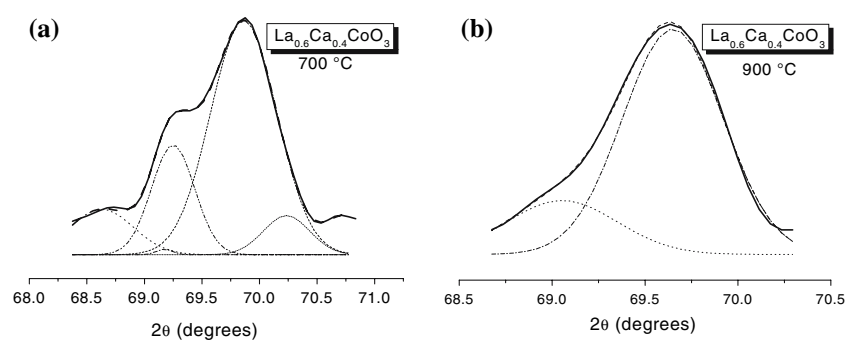 (a)
La0.6Ca0.4CoO3
700 °C
68.0 68.5 69.0 69.5 70.0 70.5 71.0
2θ (degrees)
(b)
La0.6Ca0.4CoO3
900 °C
68.5 69.0 69.5 70.0 70.5
2θ (degrees)